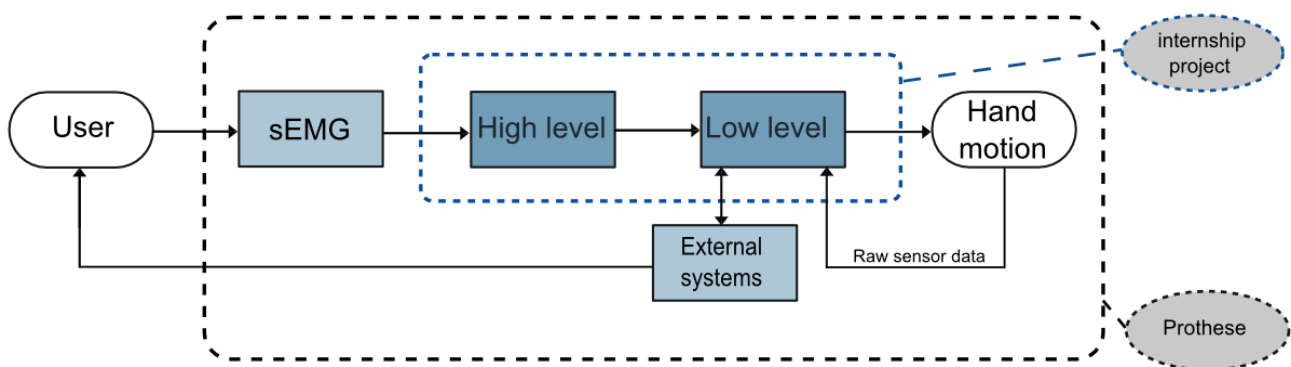 internship
project
User
sEMG
High level
Low level
Hand
motion
External
systems
Raw sensor data
Prothese